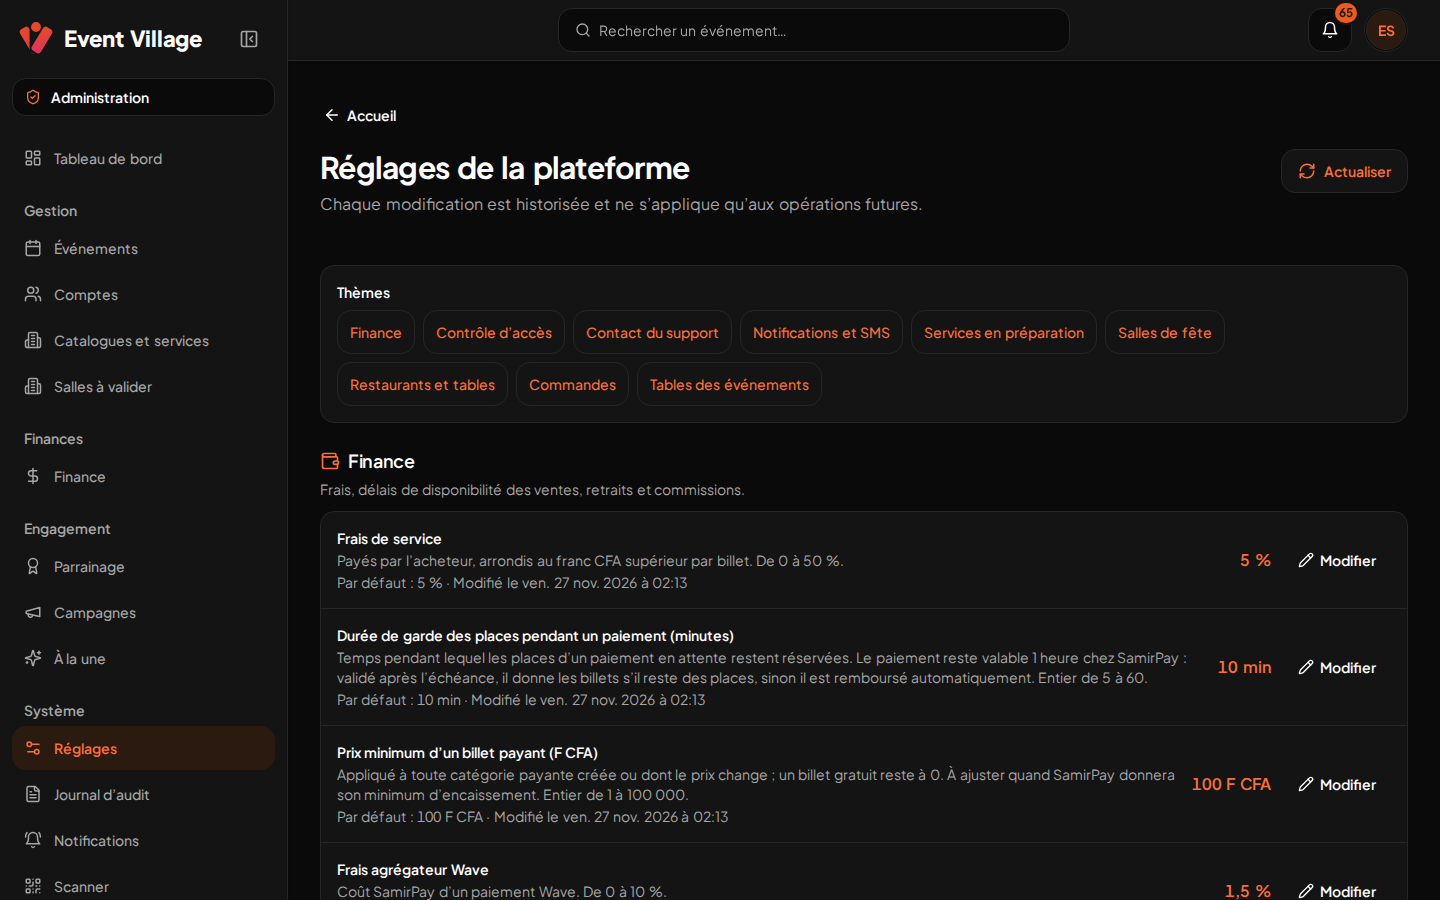 Event Village
Rechercher un événement…
65
ES
Administration
Tableau de bord
Gestion
Événements
Comptes
Catalogues et services
Salles à valider
Finances
Finance
Engagement
Parrainage
Campagnes
À la une
Système
Réglages
Journal d’audit
Notifications
Scanner
Accueil
Réglages de la plateforme
Actualiser
Chaque modification est historisée et ne s’applique qu’aux opérations futures.
Thèmes
Finance
Contrôle d’accès
Contact du support
Notifications et SMS
Services en préparation
Salles de fête
Restaurants et tables
Commandes
Tables des événements
Finance
Frais, délais de disponibilité des ventes, retraits et commissions.
Frais de service
Payés par l’acheteur, arrondis au franc CFA supérieur par billet. De 0 à 50 %.
Par défaut : 5 % · Modifié le ven. 27 nov. 2026 à 02:13
5 %
Modifier
Durée de garde des places pendant un paiement (minutes)
Temps pendant lequel les places d’un paiement en attente restent réservées. Le paiement reste valable 1 heure chez SamirPay :
validé après l’échéance, il donne les billets s’il reste des places, sinon il est remboursé automatiquement. Entier de 5 à 60.
Par défaut : 10 min · Modifié le ven. 27 nov. 2026 à 02:13
10 min
Modifier
Prix minimum d’un billet payant (F CFA)
Appliqué à toute catégorie payante créée ou dont le prix change ; un billet gratuit reste à 0. À ajuster quand SamirPay donnera
son minimum d’encaissement. Entier de 1 à 100 000.
Par défaut : 100 F CFA · Modifié le ven. 27 nov. 2026 à 02:13
100 F CFA
Modifier
Frais agrégateur Wave
Coût SamirPay d’un paiement Wave. De 0 à 10 %.
1,5 %
Modifier